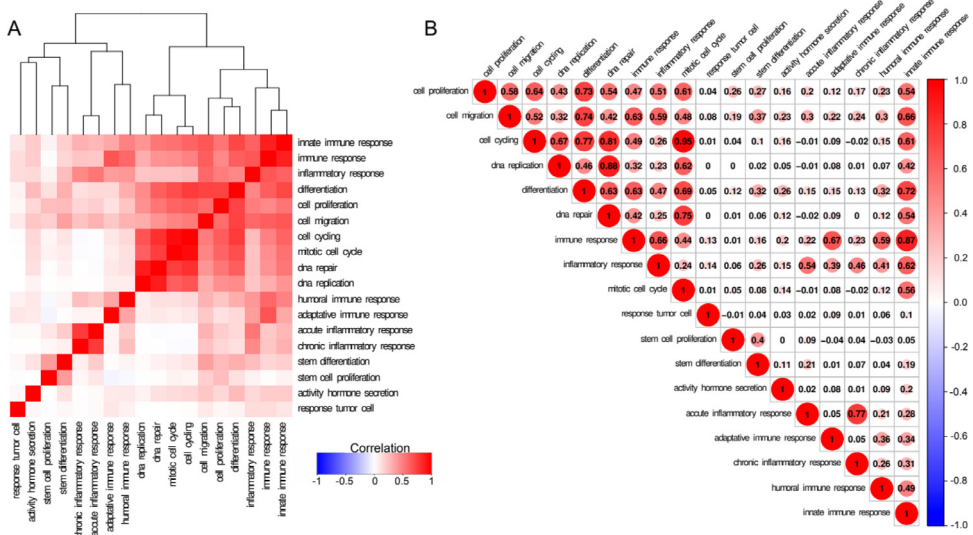 A
innate immune response
immune response
inflammatory response
differentiation
cell proliferation
cell migration
cell cycling
mitotic cell cycle
dna repair
dna replication
humoral immune response
adaptive immune response
accute inflammatory response
chronic inflammatory response
stem differentiation
stem cell proliferation
activity hormone secretion
response tumor cell
response tumor cell
activity hormone secretion
stem cell proliferation
stem differentiation
chronic inflammatory response
accute inflammatory response
adaptive immune response
humoral immune response
dna replication
dna repair
mitotic cell cycle
cell cycling
cell migration
cell proliferation
differentiation
inflammatory response
immune response
innate immune response
Correlation
-1 -0.5 0 0.5 1
B
cell proliferation
cell migration
cell cycling
dna replication
differentiation
dna repair
immune response
inflammatory response
mitotic cell cycle
response tumor cell
stem cell proliferation
stem differentiation
activity hormone secretion
accute inflammatory response
adaptive immune response
chronic inflammatory response
humoral immune response
innate immune response
cell proliferation 1 0.58 0.64 0.43 0.73 0.54 0.47 0.51 0.61 0.04 0.26 0.27 0.16 0.2 0.12 0.17 0.23 0.54
cell migration 1 0.52 0.32 0.74 0.42 0.63 0.59 0.48 0.08 0.19 0.37 0.23 0.3 0.22 0.24 0.3 0.66
cell cycling 1 0.67 0.77 0.81 0.49 0.26 0.95 0.01 0.04 0.1 0.16 −0.01 0.09 −0.02 0.15 0.61
dna replication 1 0.46 0.88 0.32 0.23 0.62 0 0 0.02 0.05 −0.01 0.08 0.01 0.07 0.42
differentiation 1 0.63 0.63 0.47 0.69 0.05 0.12 0.32 0.26 0.15 0.15 0.13 0.32 0.72
dna repair 1 0.42 0.25 0.75 0 0.01 0.06 0.12 −0.02 0.09 0 0.12 0.54
immune response 1 0.66 0.44 0.13 0.01 0.16 0.2 0.22 0.67 0.23 0.59 0.87
inflammatory response 1 0.24 0.14 0.06 0.26 0.15 0.54 0.39 0.46 0.41 0.62
mitotic cell cycle 1 0.01 0.05 0.08 0.14 −0.01 0.08 −0.02 0.12 0.56
response tumor cell 1 −0.01 0.04 0.03 0.02 0.09 0.01 0.06 0.1
stem cell proliferation 1 0.4 0 0.09 −0.04 0.04 −0.03 0.05
stem differentiation 1 0.11 0.21 0.01 0.07 0.04 0.19
activity hormone secretion 1 0.02 0.08 0.01 0.09 0.2
accute inflammatory response 1 0.05 0.77 0.21 0.28
adaptive immune response 1 0.05 0.36 0.34
chronic inflammatory response 1 0.26 0.31
humoral immune response 1 0.49
innate immune response 1
1.0
0.8
0.6
0.4
0.2
0.0
-0.2
-0.4
-0.6
-0.8
-1.0